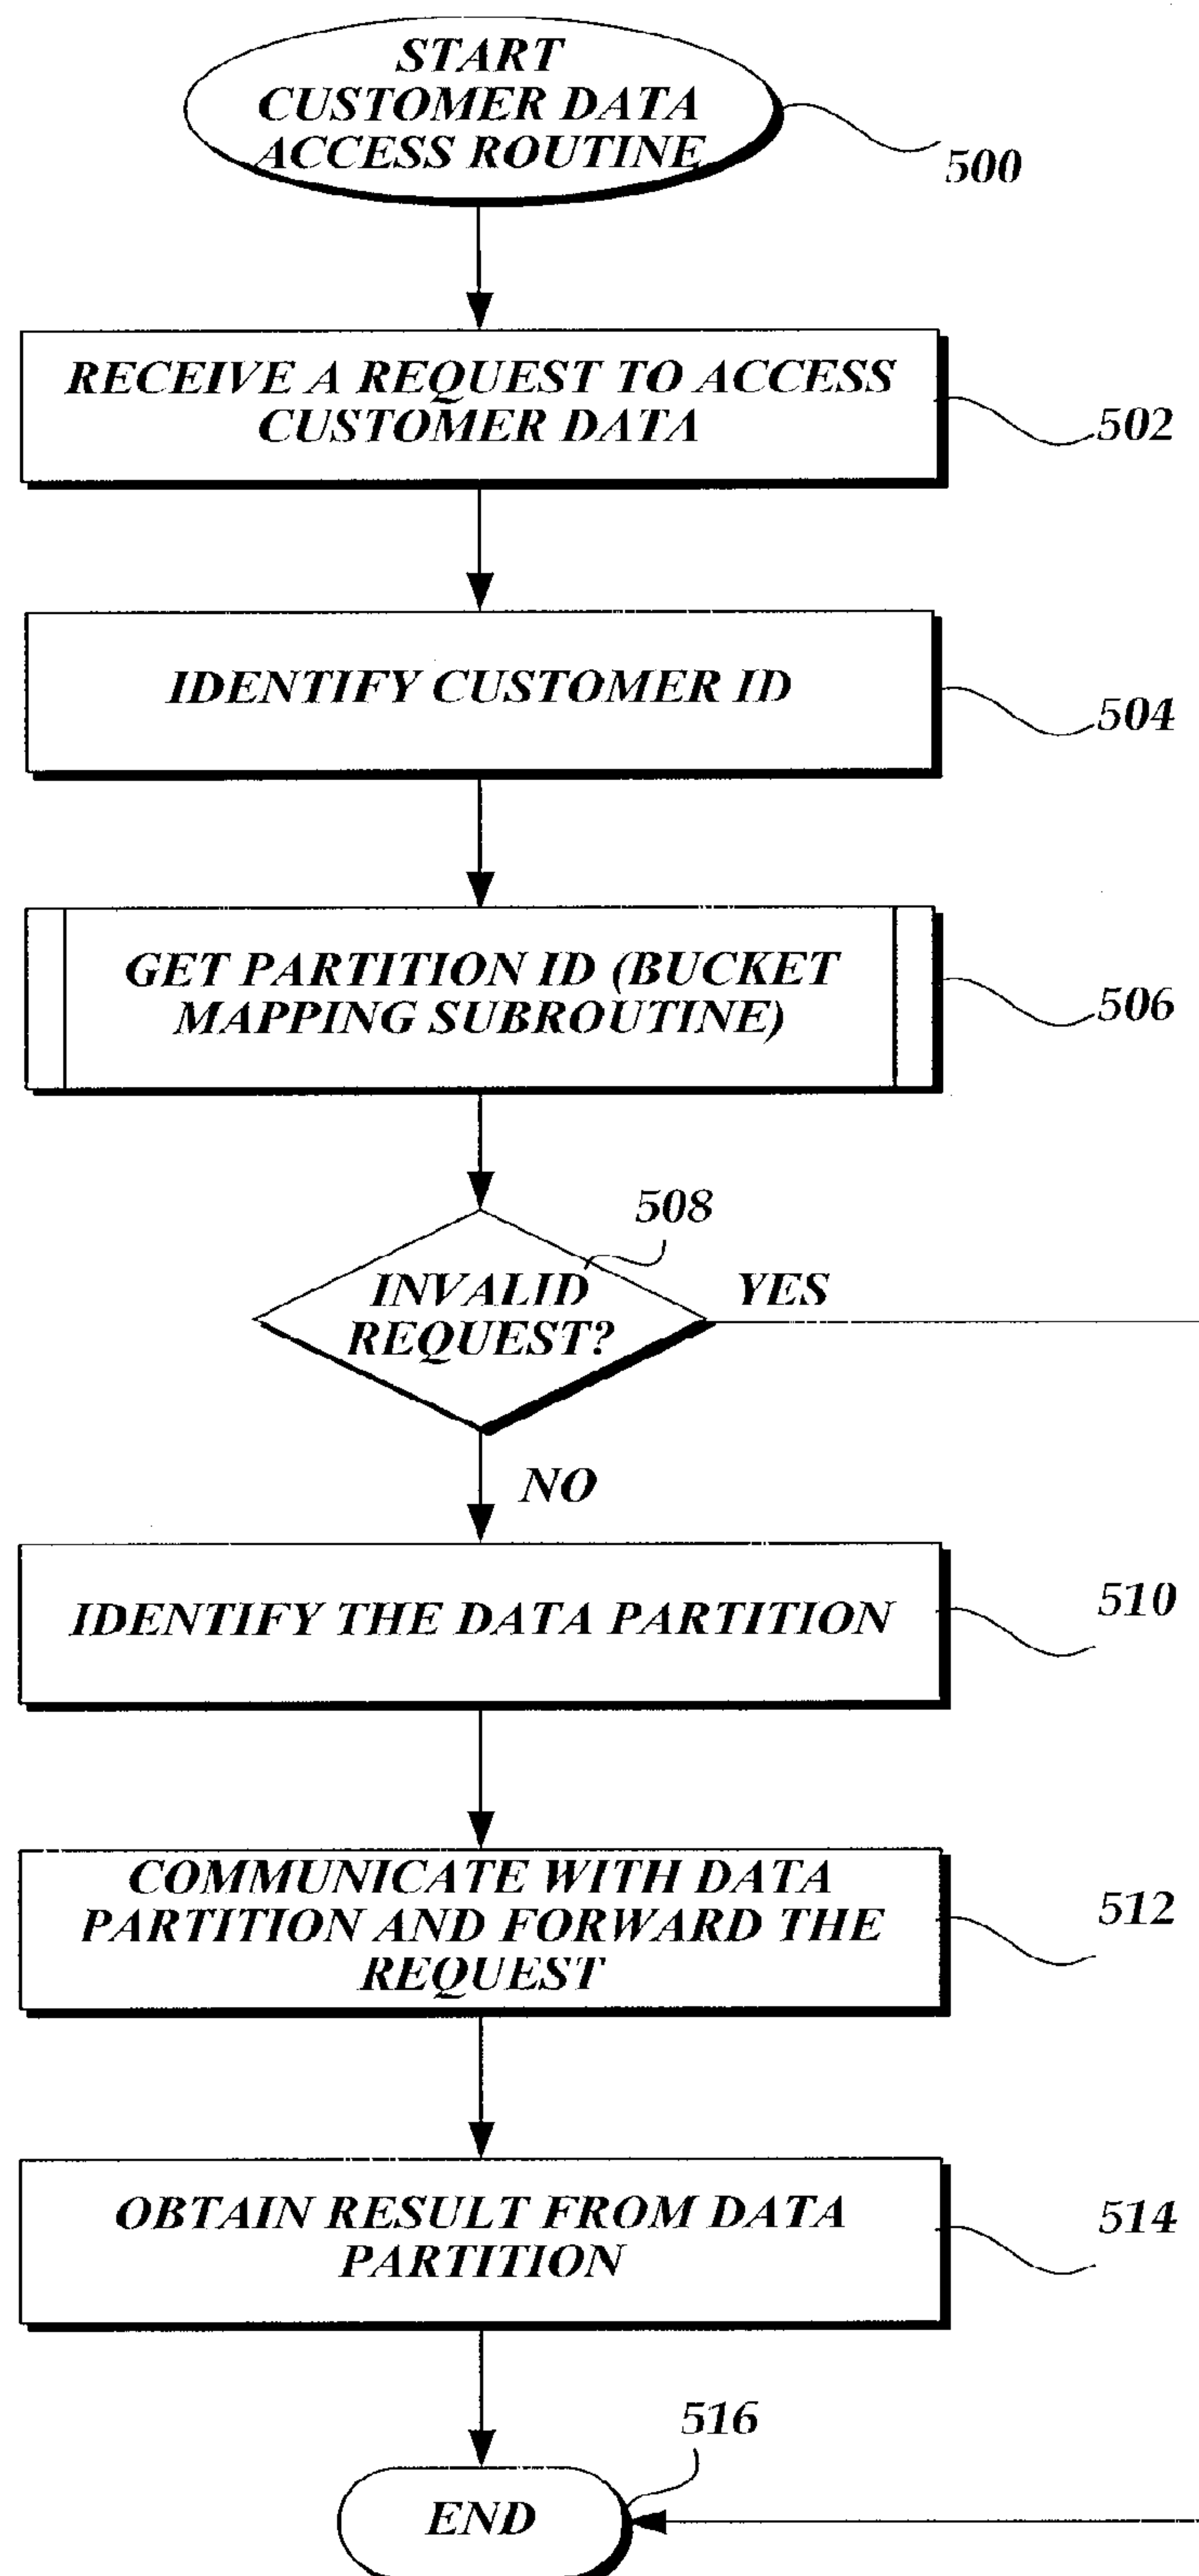 START
CUSTOMER DATA
ACCESS ROUTINE
500
RECEIVE A REQUEST TO ACCESS
CUSTOMER DATA
502
IDENTIFY CUSTOMER ID
504
GET PARTITION ID (BUCKET
MAPPING SUBROUTINE)
506
508
INVALID
REQUEST?
YES
NO
IDENTIFY THE DATA PARTITION
510
COMMUNICATE WITH DATA
PARTITION AND FORWARD THE
REQUEST
512
OBTAIN RESULT FROM DATA
PARTITION
514
516
END